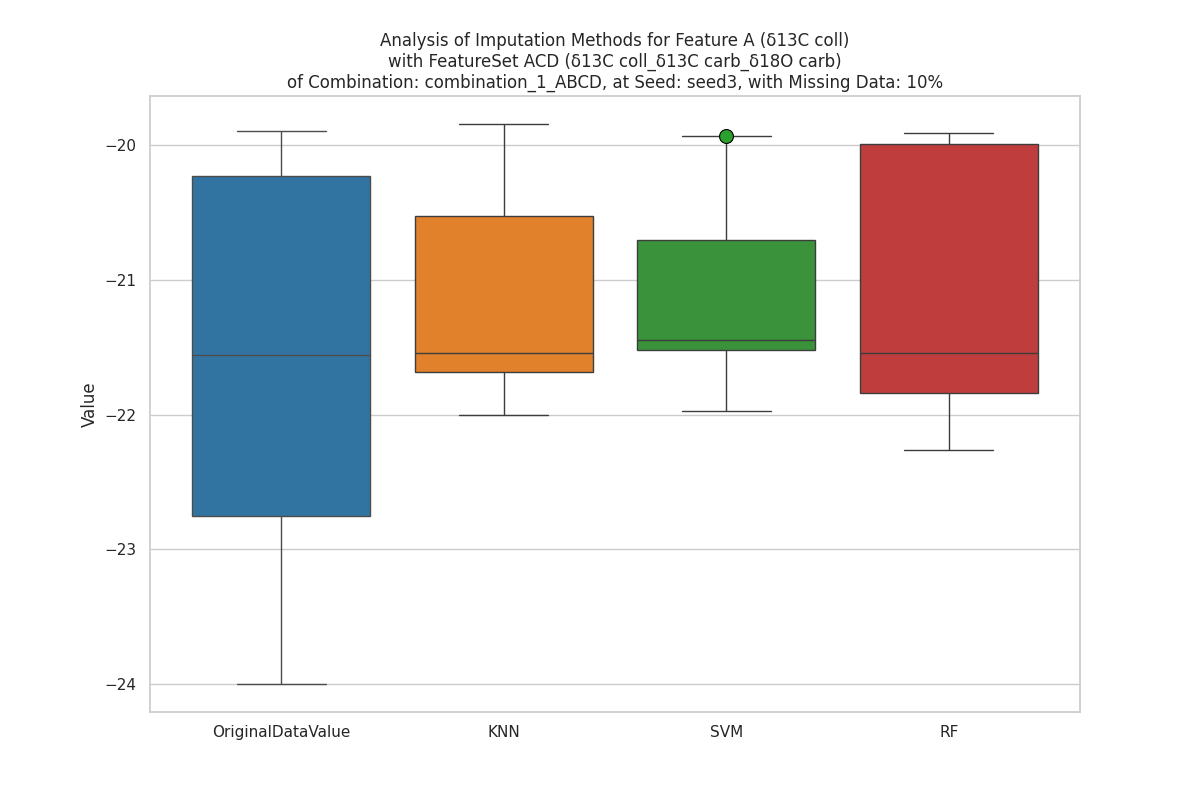 Analysis of Imputation Methods for Feature A (δ13C coll)
with FeatureSet ACD (δ13C coll_δ13C carb_δ18O carb)
of Combination: combination_1_ABCD, at Seed: seed3, with Missing Data: 10%
Value
−20
−21
−22
−23
−24
OriginalDataValue
KNN
SVM
RF